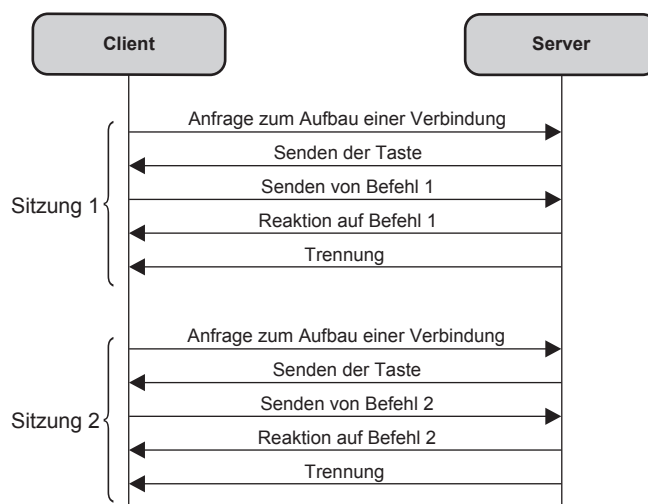 Client
Server
Anfrage zum Aufbau einer Verbindung
Senden der Taste
Sitzung 1
Senden von Befehl 1
Reaktion auf Befehl 1
Trennung
Anfrage zum Aufbau einer Verbindung
Senden der Taste
Sitzung 2
Senden von Befehl 2
Reaktion auf Befehl 2
Trennung